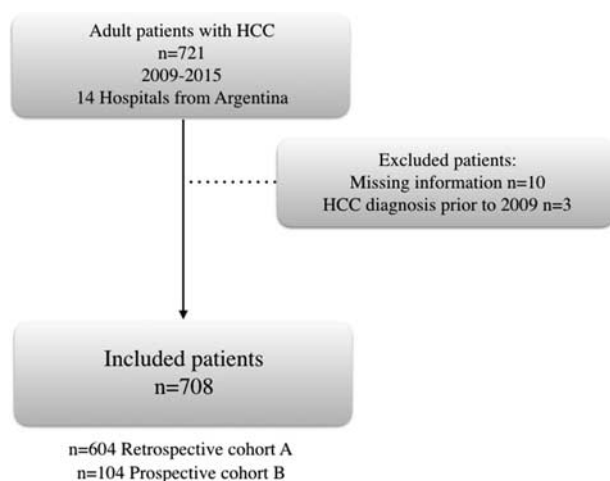 Adult patients with HCC
n=721
2009-2015
14 Hospitals from Argentina
Excluded patients:
Missing information n=10
HCC diagnosis prior to 2009 n=3
Included patients
n=708
n=604 Retrospective cohort A
n=104 Prospective cohort B